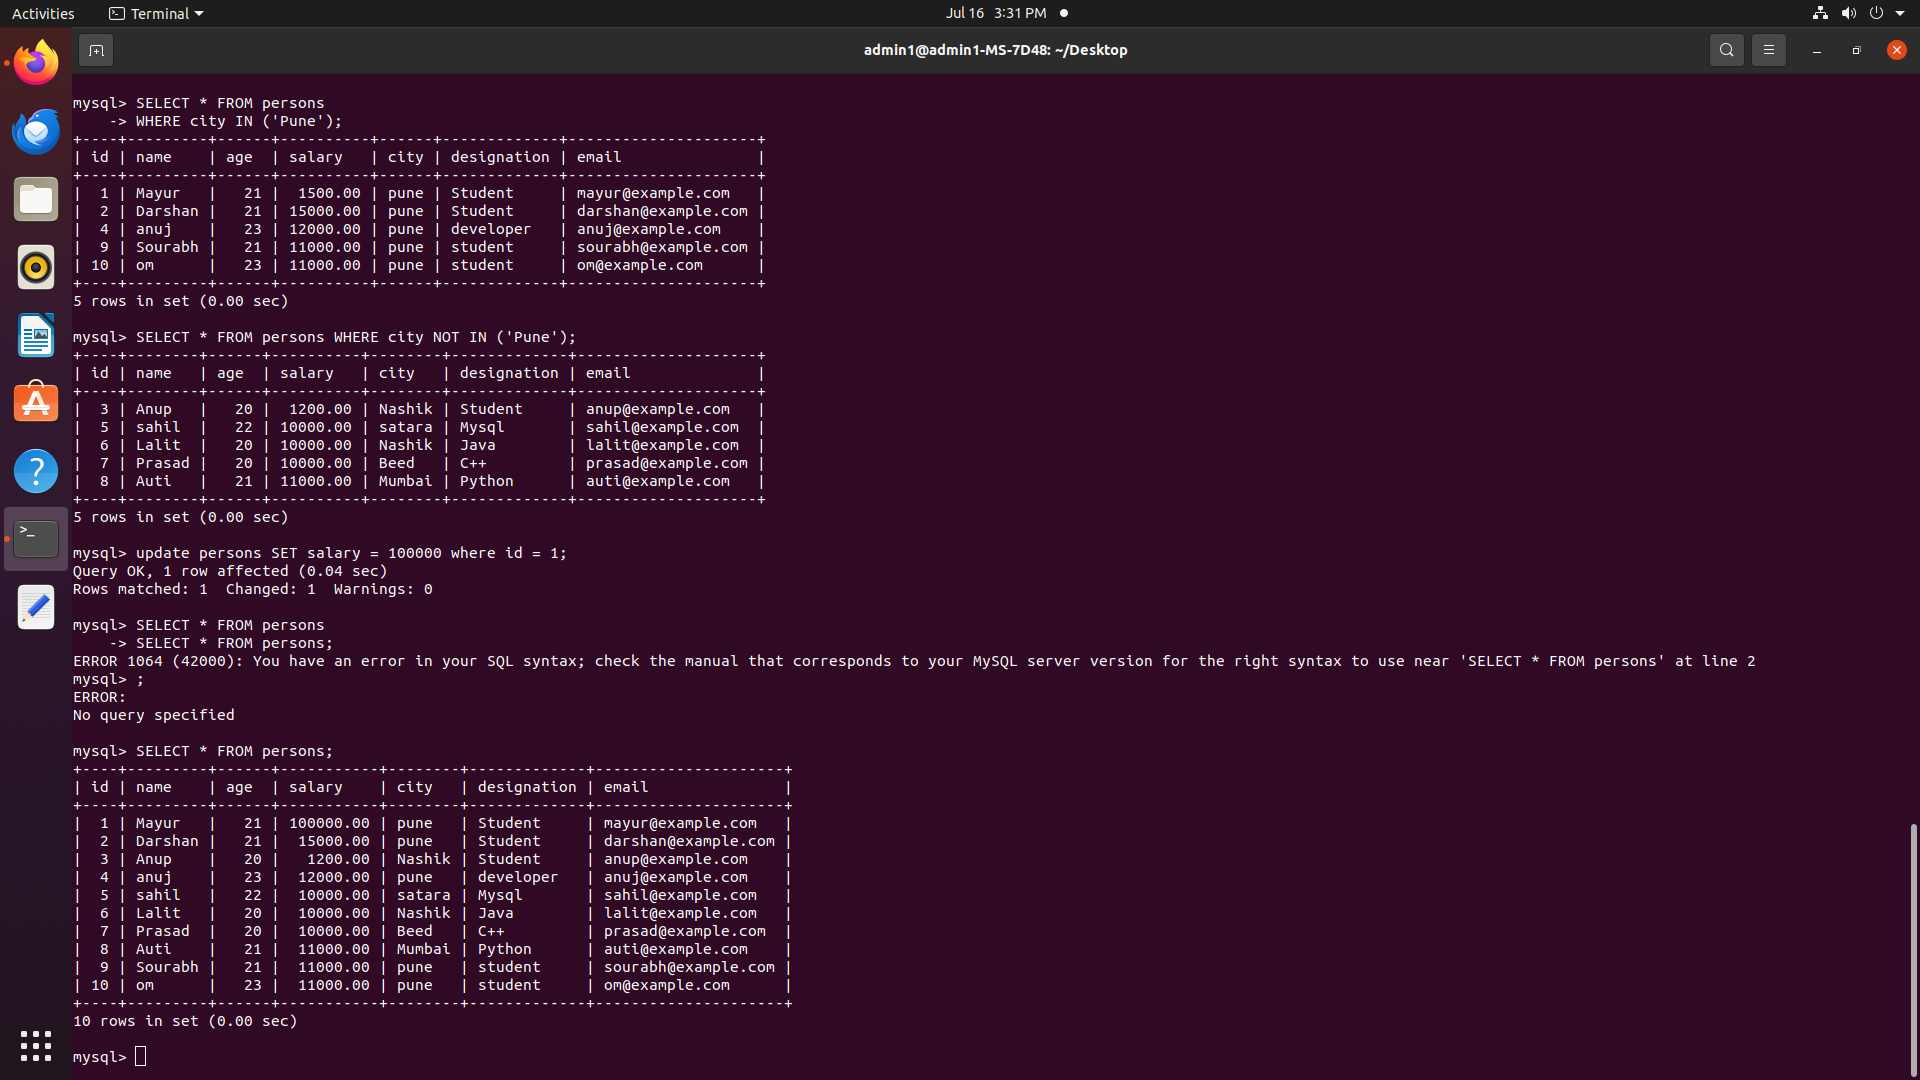 Activities Terminal Jul 16 3:31 PM
admin1@admin1-MS-7D48: ~/Desktop
mysql> SELECT * FROM persons
    -> WHERE city IN ('Pune');
+----+---------+------+----------+------+-------------+---------------------+
| id | name    | age  | salary   | city | designation | email               |
+----+---------+------+----------+------+-------------+---------------------+
|  1 | Mayur   |   21 |  1500.00 | pune | Student     | mayur@example.com   |
|  2 | Darshan |   21 | 15000.00 | pune | Student     | darshan@example.com |
|  4 | anuj    |   23 | 12000.00 | pune | developer   | anuj@example.com    |
|  9 | Sourabh |   21 | 11000.00 | pune | student     | sourabh@example.com |
| 10 | om      |   23 | 11000.00 | pune | student     | om@example.com      |
+----+---------+------+----------+------+-------------+---------------------+
5 rows in set (0.00 sec)
mysql> SELECT * FROM persons WHERE city NOT IN ('Pune');
+----+--------+------+----------+--------+-------------+--------------------+
| id | name   | age  | salary   | city   | designation | email              |
+----+--------+------+----------+--------+-------------+--------------------+
|  3 | Anup   |   20 |  1200.00 | Nashik | Student     | anup@example.com   |
|  5 | sahil  |   22 | 10000.00 | satara | Mysql       | sahil@example.com  |
|  6 | Lalit  |   20 | 10000.00 | Nashik | Java        | lalit@example.com  |
|  7 | Prasad |   20 | 10000.00 | Beed   | C++         | prasad@example.com |
|  8 | Auti   |   21 | 11000.00 | Mumbai | Python      | auti@example.com   |
+----+--------+------+----------+--------+-------------+--------------------+
5 rows in set (0.00 sec)
mysql> update persons SET salary = 100000 where id = 1;
Query OK, 1 row affected (0.04 sec)
Rows matched: 1  Changed: 1  Warnings: 0
mysql> SELECT * FROM persons
    -> SELECT * FROM persons;
ERROR 1064 (42000): You have an error in your SQL syntax; check the manual that corresponds to your MySQL server version for the right syntax to use near 'SELECT * FROM persons' at line 2
mysql> ;
ERROR:
No query specified
mysql> SELECT * FROM persons;
+----+---------+------+-----------+--------+-------------+---------------------+
| id | name    | age  | salary    | city   | designation | email               |
+----+---------+------+-----------+--------+-------------+---------------------+
|  1 | Mayur   |   21 | 100000.00 | pune   | Student     | mayur@example.com   |
|  2 | Darshan |   21 |  15000.00 | pune   | Student     | darshan@example.com |
|  3 | Anup    |   20 |   1200.00 | Nashik | Student     | anup@example.com    |
|  4 | anuj    |   23 |  12000.00 | pune   | developer   | anuj@example.com    |
|  5 | sahil   |   22 |  10000.00 | satara | Mysql       | sahil@example.com   |
|  6 | Lalit   |   20 |  10000.00 | Nashik | Java        | lalit@example.com   |
|  7 | Prasad  |   20 |  10000.00 | Beed   | C++         | prasad@example.com  |
|  8 | Auti    |   21 |  11000.00 | Mumbai | Python      | auti@example.com    |
|  9 | Sourabh |   21 |  11000.00 | pune   | student     | sourabh@example.com |
| 10 | om      |   23 |  11000.00 | pune   | student     | om@example.com      |
+----+---------+------+-----------+--------+-------------+---------------------+
10 rows in set (0.00 sec)
mysql>